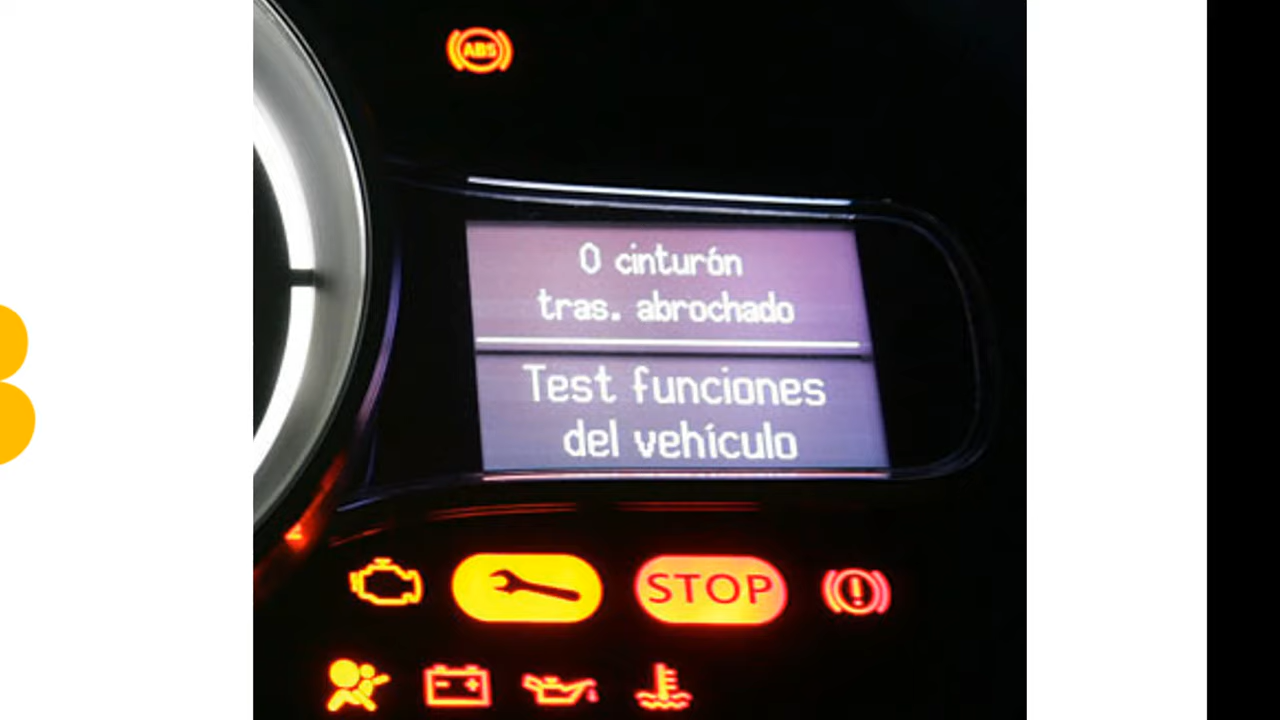 ABS
0 cinturón
tras. abrochado
Test funciones
del vehículo
STOP